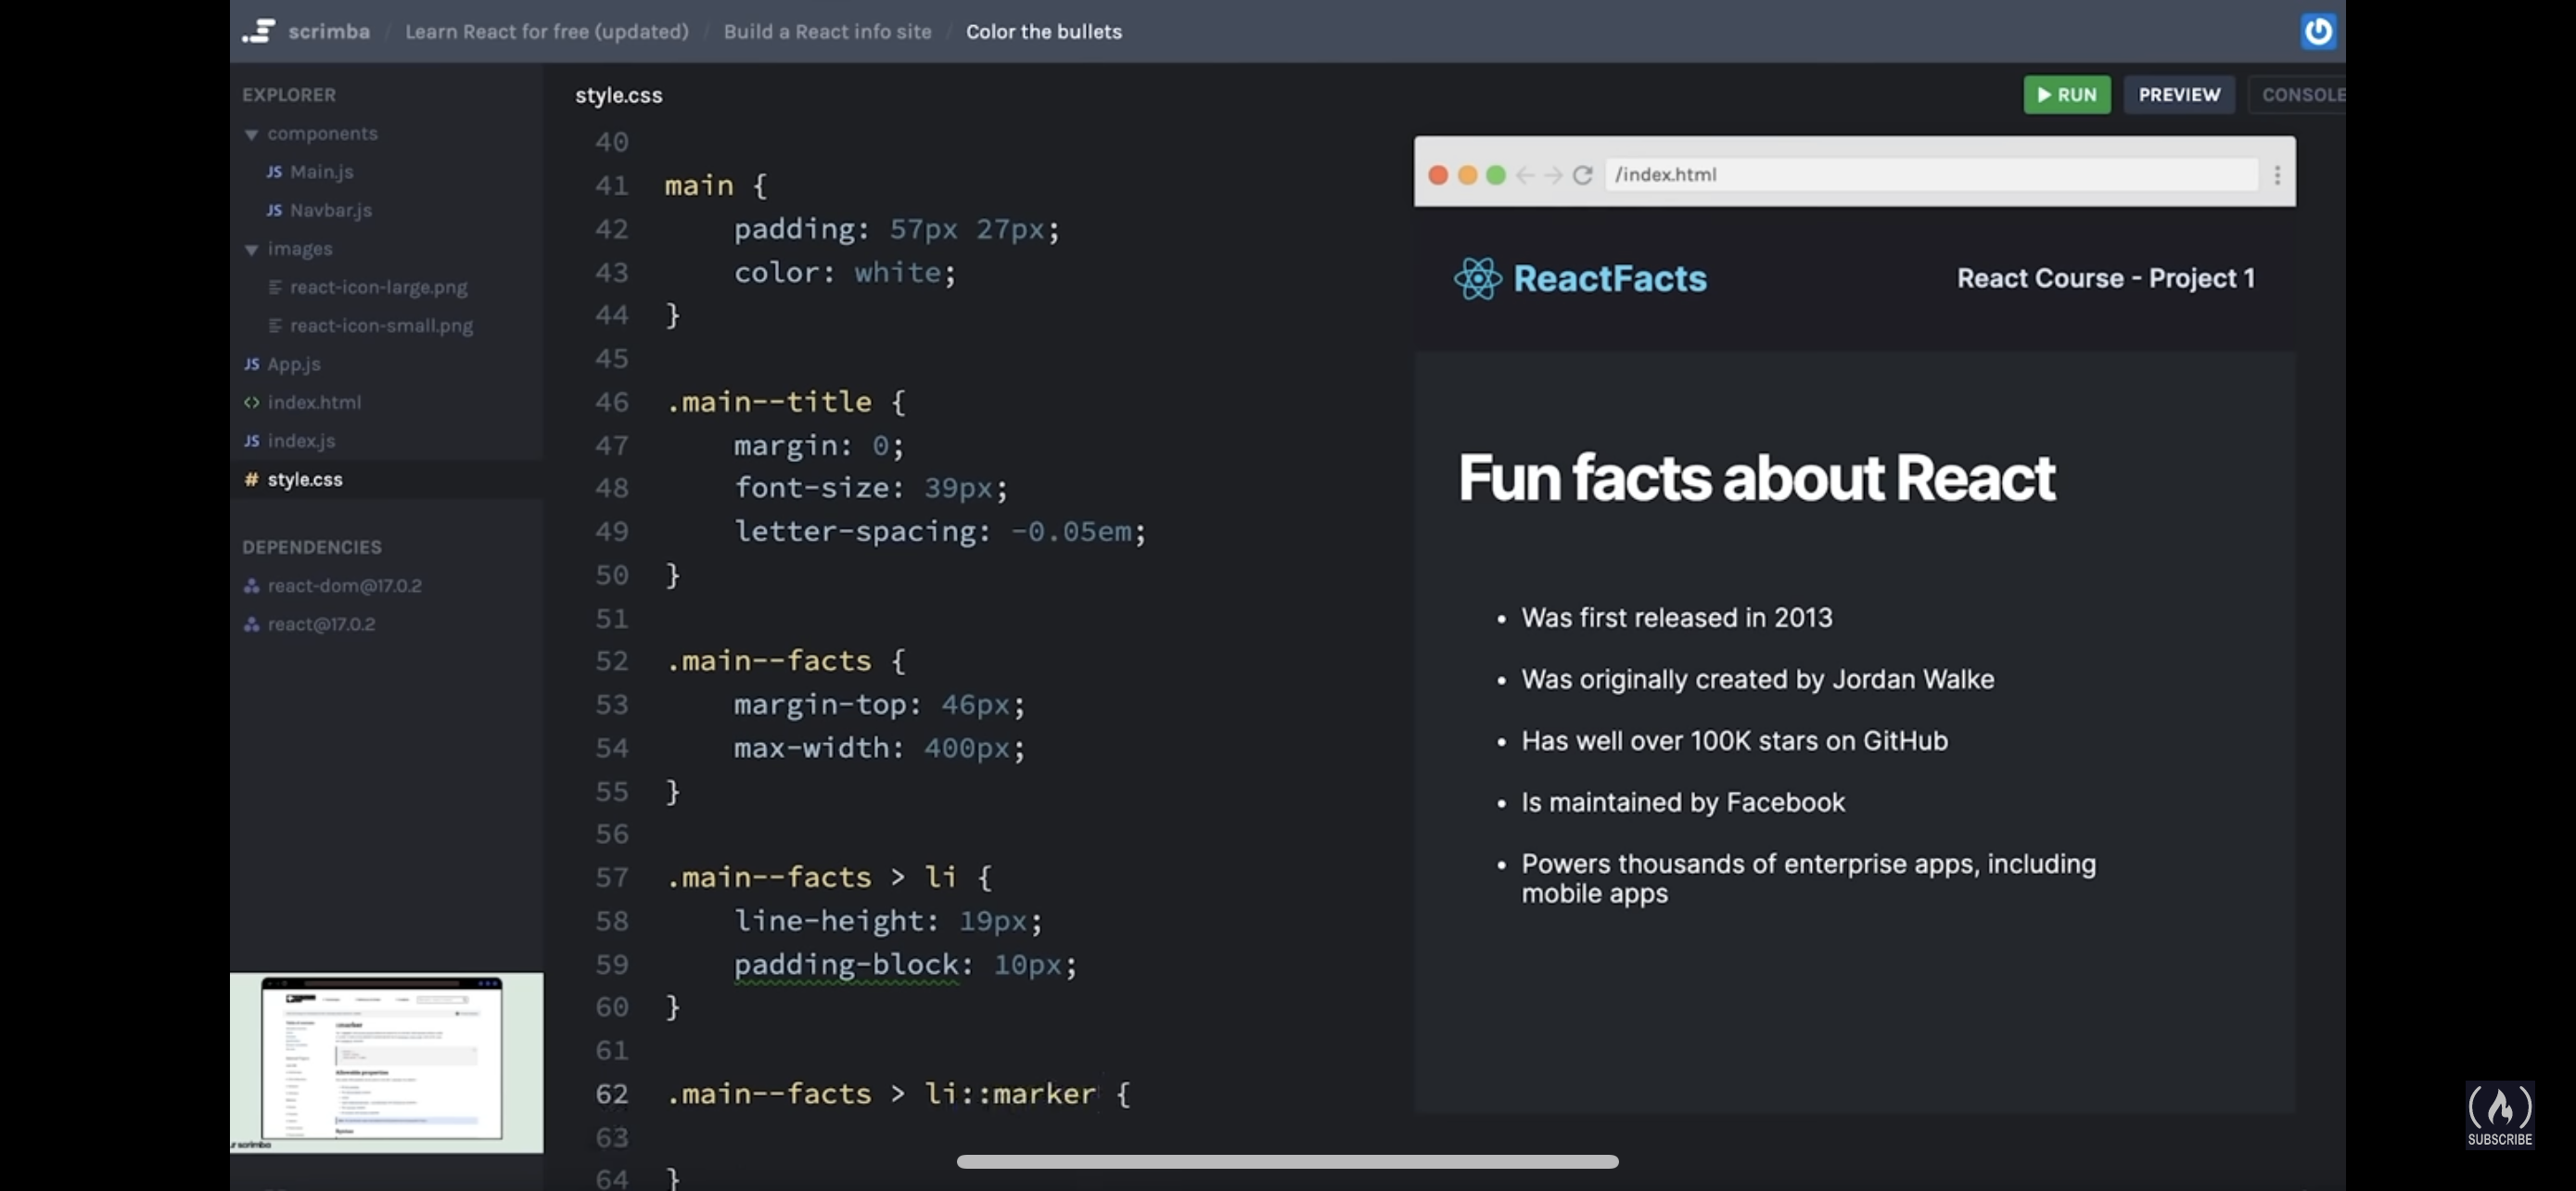 scrimba / Learn React for free (updated) / Build a React info site / Color the bullets
EXPLORER
components
JS Main.js
JS Navbar.js
images
react-icon-large.png
react-icon-small.png
JS App.js
<> index.html
JS index.js
# style.css
DEPENDENCIES
react-dom@17.0.2
react@17.0.2
style.css
40
41 main {
42 padding: 57px 27px;
43 color: white;
44 }
45
46 .main--title {
47 margin: 0;
48 font-size: 39px;
49 letter-spacing: -0.05em;
50 }
51
52 .main--facts {
53 margin-top: 46px;
54 max-width: 400px;
55 }
56
57 .main--facts > li {
58 line-height: 19px;
59 padding-block: 10px;
60 }
61
62 .main--facts > li::marker {
63
64 }
RUN
PREVIEW
CONSOLE
/index.html
ReactFacts
React Course - Project 1
Fun facts about React
• Was first released in 2013
• Was originally created by Jordan Walke
• Has well over 100K stars on GitHub
• Is maintained by Facebook
• Powers thousands of enterprise apps, including
mobile apps
::marker
scrimba
SUBSCRIBE